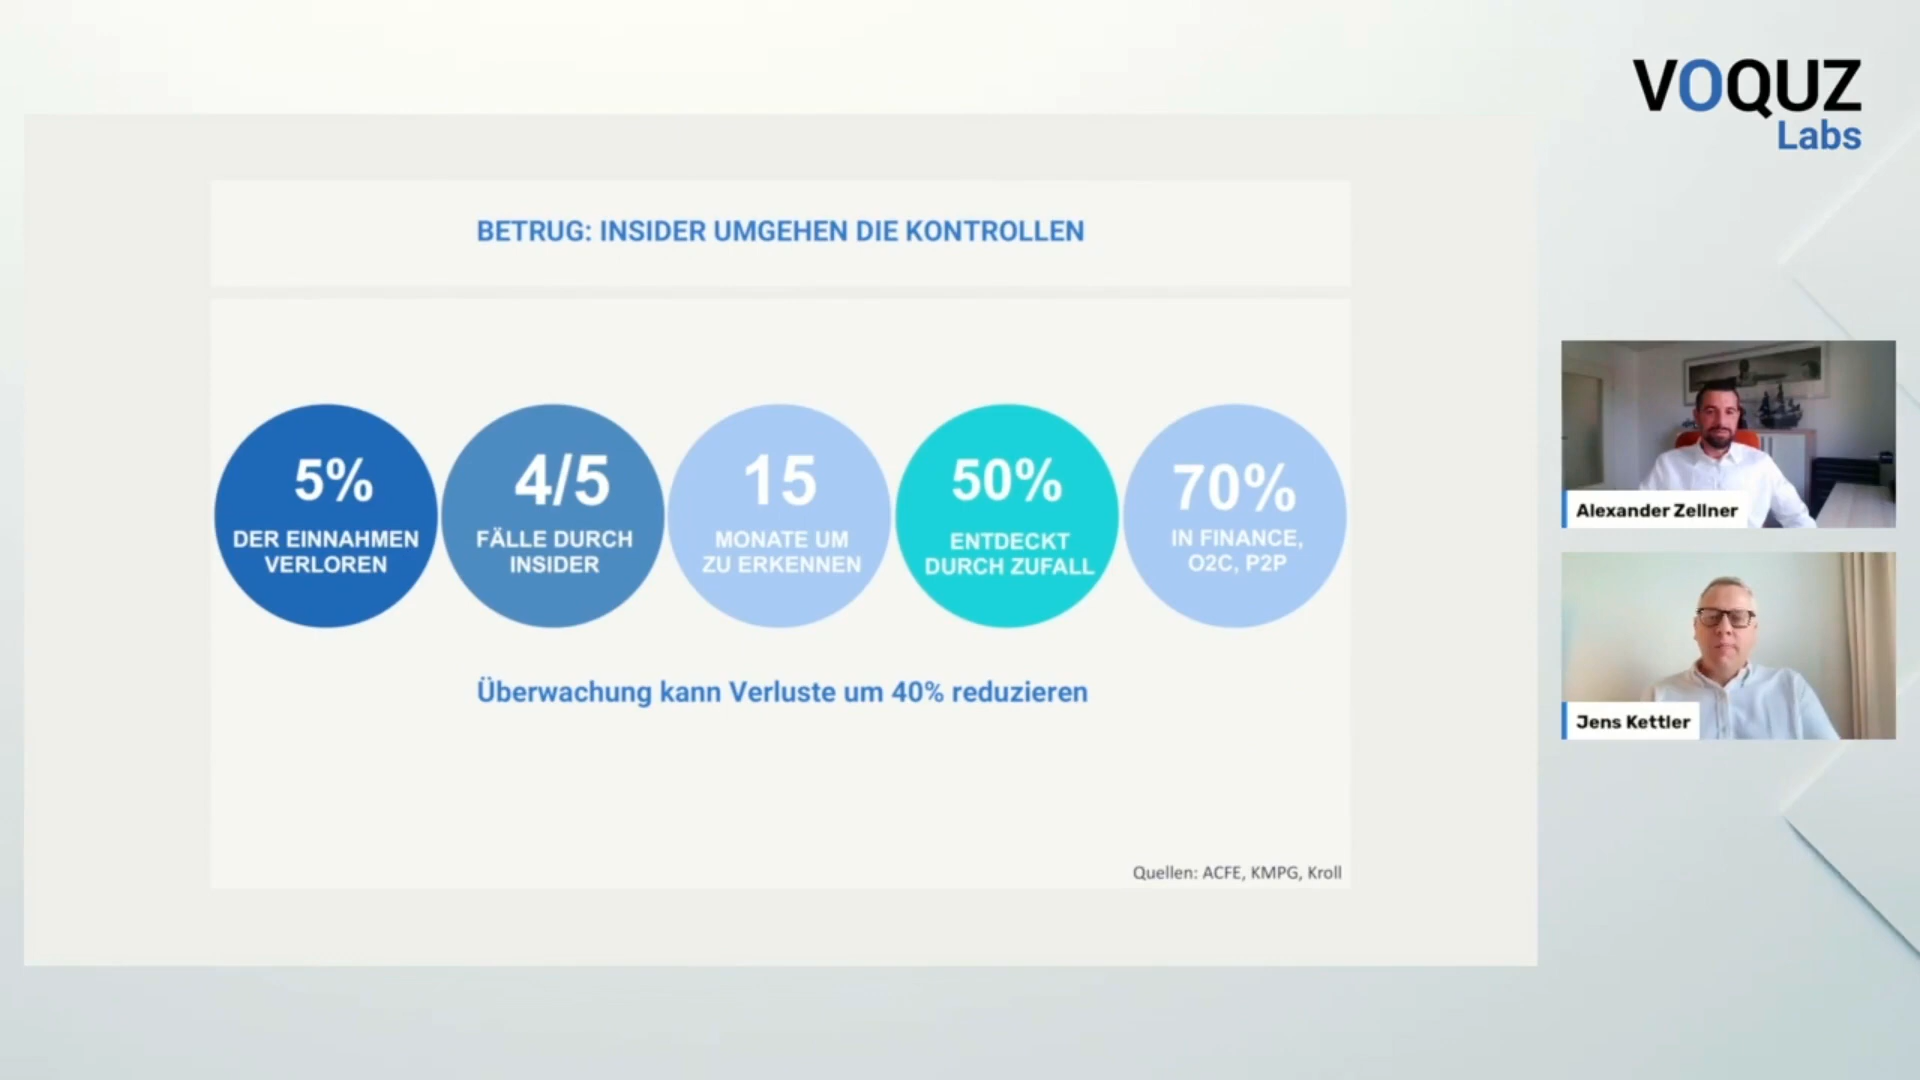 VOQUZ
Labs
BETRUG: INSIDER UMGEHEN DIE KONTROLLEN
5%
DER EINNAHMEN
VERLOREN
4/5
FÄLLE DURCH
INSIDER
15
MONATE UM
ZU ERKENNEN
50%
ENTDECKT
DURCH ZUFALL
70%
IN FINANCE,
O2C, P2P
Überwachung kann Verluste um 40% reduzieren
Quellen: ACFE, KMPG, Kroll
Alexander Zellner
Jens Kettler